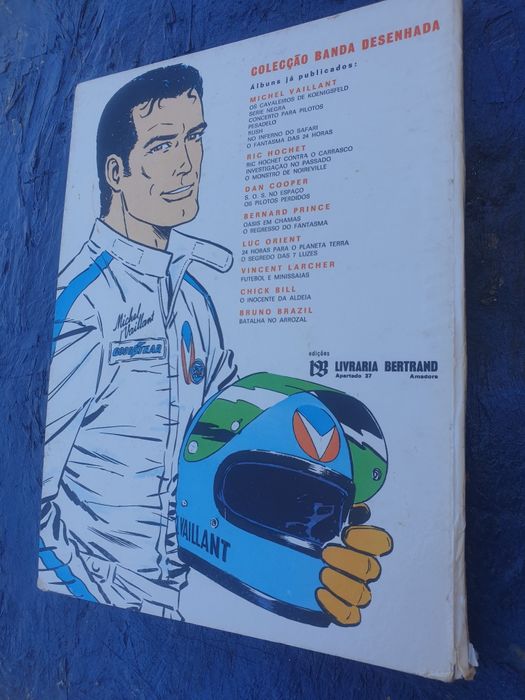 COLECÇÃO BANDA DESENHADA
Álbuns já publicados:
MICHEL VAILLANT
OS CAVALEIROS DE KOENIGSFELD
SÉRIE NEGRA
CONCERTO PARA PILOTOS
PESADELO
RUSH
NO INFERNO DO SAFARI
O FANTASMA DAS 24 HORAS
RIC HOCHET
RIC HOCHET CONTRA O CARRASCO
INVESTIGAÇÃO NO PASSADO
O MONSTRO DE NOIREVILLE
DAN COOPER
S. O. S. NO ESPAÇO
OS PILOTOS PERDIDOS
BERNARD PRINCE
OASIS EM CHAMAS
O REGRESSO DO FANTASMA
LUC ORIENT
24 HORAS PARA O PLANETA TERRA
O SEGREDO DAS 7 LUZES
VINCENT LARCHER
FUTEBOL E MINISSAIAS
CHICK BILL
O INOCENTE DA ALDEIA
BRUNO BRAZIL
BATALHA NO ARROZAL
edições
LIVRARIA BERTRAND
Apartado 37 Amadora
Michel
Vaillant
GOODYEAR
VAILLANT